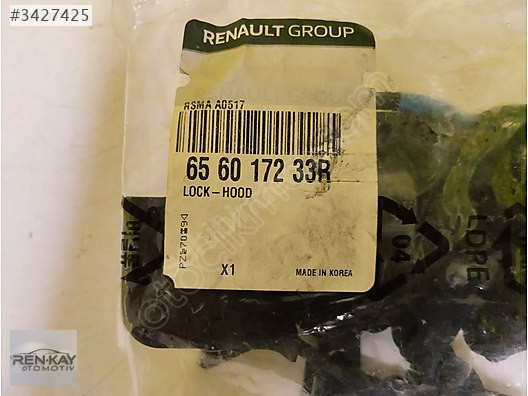 #3427425
RENAULT GROUP
RSMA A0517
65 60 172 33R
LOCK-HOOD
X1
MADE IN KOREA
04
LDPE
REN-KAY
OTOMOTİV